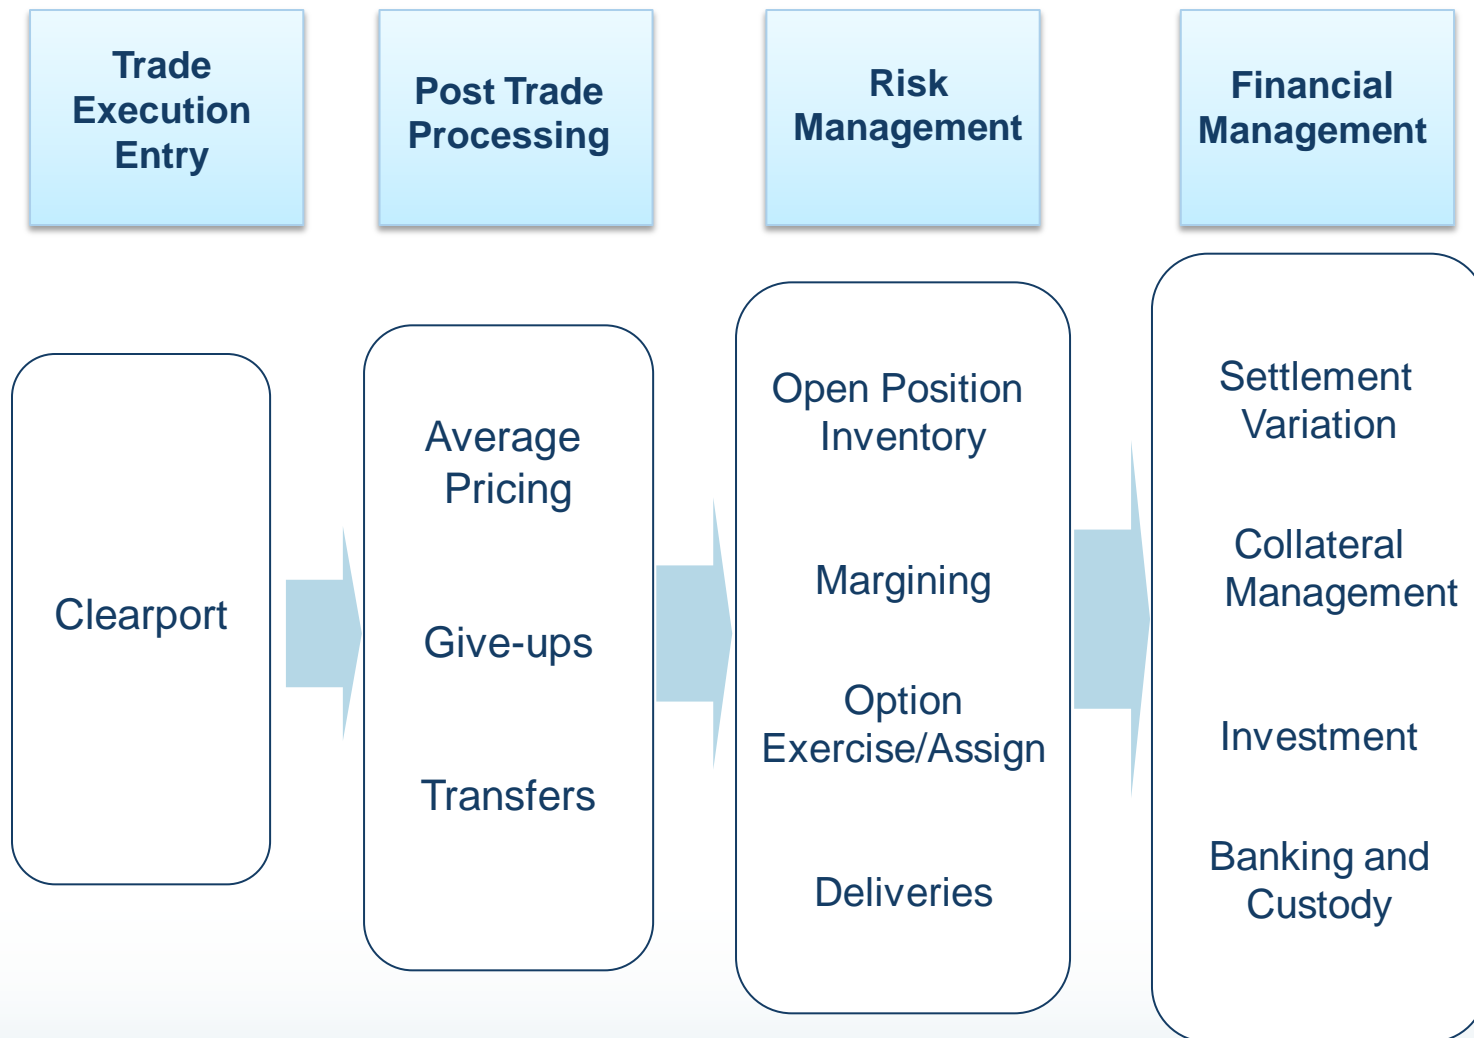 Trade
Execution
Entry
Post Trade
Processing
Risk
Management
Financial
Management
Clearport
Average
Pricing
Give-ups
Transfers
Open Position
Inventory
Margining
Option
Exercise/Assign
Deliveries
Settlement
Variation
Collateral
Management
Investment
Banking and
Custody